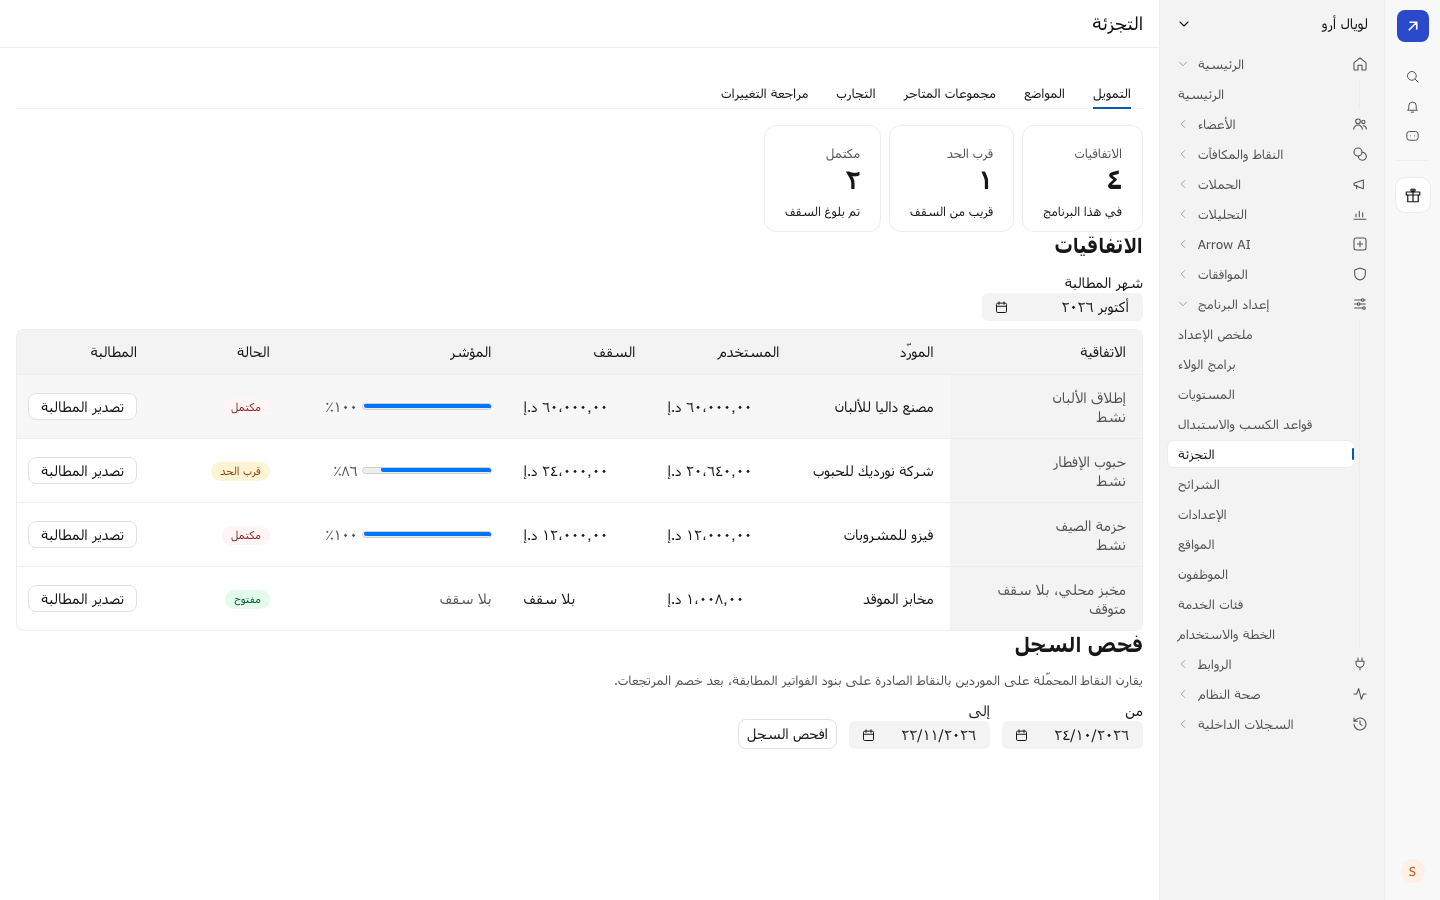 لويال أرو
الرئيسية
الرئيسية
الأعضاء
النقاط والمكافآت
الحملات
التحليلات
Arrow AI
الموافقات
إعداد البرنامج
ملخص الإعداد
برامج الولاء
المستويات
قواعد الكسب والاستبدال
التجزئة
الشرائح
الإعدادات
المواقع
الموظفون
فئات الخدمة
الخطة والاستخدام
الروابط
صحة النظام
السجلات الداخلية
S
التجزئة
التمويل المواضع مجموعات المتاجر التجارب مراجعة التغييرات
الاتفاقيات قرب الحد مكتمل
٤ ١ ٢
في هذا البرنامج قريب من السقف تم بلوغ السقف
الاتفاقيات
شهر المطالبة
أكتوبر ٢٠٢٦
الاتفاقية المورّد المستخدم السقف المؤشر الحالة المطالبة
إطلاق الألبان
نشط
مصنع داليا للألبان ٦٠،٠٠٠,٠٠ د.إ ٦٠،٠٠٠,٠٠ د.إ ١٠٠٪ مكتمل تصدير المطالبة
حبوب الإفطار
نشط
شركة نورديك للحبوب ٢٠،٦٤٠,٠٠ د.إ ٢٤،٠٠٠,٠٠ د.إ ٨٦٪ قرب الحد تصدير المطالبة
حزمة الصيف
نشط
فيزو للمشروبات ١٢،٠٠٠,٠٠ د.إ ١٢،٠٠٠,٠٠ د.إ ١٠٠٪ مكتمل تصدير المطالبة
مخبز محلي، بلا سقف
متوقف
مخابز الموقد ١،٠٠٨,٠٠ د.إ بلا سقف بلا سقف مفتوح تصدير المطالبة
فحص السجل
يقارن النقاط المحمّلة على الموردين بالنقاط الصادرة على بنود الفواتير المطابقة، بعد خصم المرتجعات.
من إلى
٢٤/١٠/٢٠٢٦ ٢٢/١١/٢٠٢٦ افحص السجل